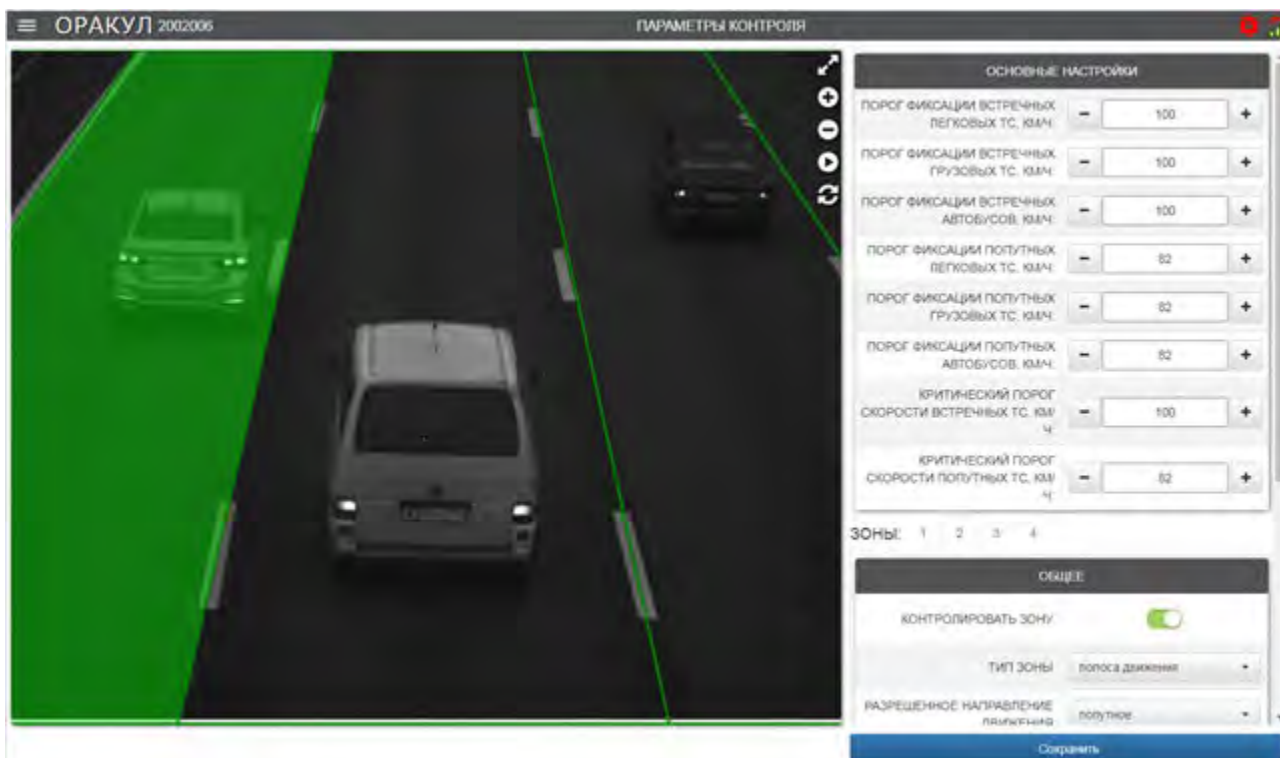 ОРАКУЛ 2002006
ПАРАМЕТРЫ КОНТРОЛЯ
ОСНОВНЫЕ НАСТРОЙКИ
ПОРОГ ФИКСАЦИИ ВСТРЕЧНЫХ
ЛЕГКОВЫХ ТС, КМ/Ч:
100
ПОРОГ ФИКСАЦИИ ВСТРЕЧНЫХ
ГРУЗОВЫХ ТС, КМ/Ч:
100
ПОРОГ ФИКСАЦИИ ВСТРЕЧНЫХ
АВТОБУСОВ, КМ/Ч:
100
ПОРОГ ФИКСАЦИИ ПОПУТНЫХ
ЛЕГКОВЫХ ТС, КМ/Ч:
82
ПОРОГ ФИКСАЦИИ ПОПУТНЫХ
ГРУЗОВЫХ ТС, КМ/Ч:
82
ПОРОГ ФИКСАЦИИ ПОПУТНЫХ
АВТОБУСОВ, КМ/Ч:
82
КРИТИЧЕСКИЙ ПОРОГ
СКОРОСТИ ВСТРЕЧНЫХ ТС, КМ/
Ч:
100
КРИТИЧЕСКИЙ ПОРОГ
СКОРОСТИ ПОПУТНЫХ ТС, КМ/
Ч:
82
ЗОНЫ: 1 2 3 4
ОБЩЕЕ
КОНТРОЛИРОВАТЬ ЗОНУ
ТИП ЗОНЫ
полоса движения
РАЗРЕШЕННОЕ НАПРАВЛЕНИЕ
ДВИЖЕНИЯ
попутное
Сохранить